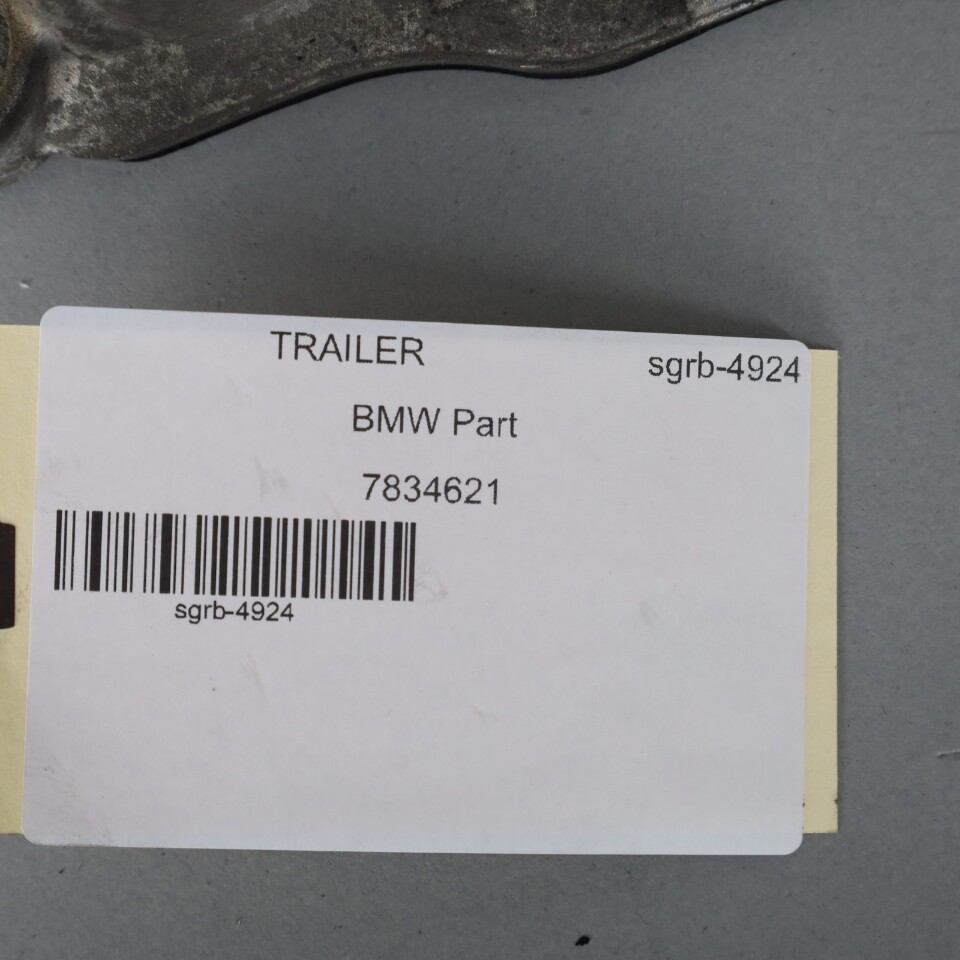 TRAILER
sgrb-4924
BMW Part
7834621
sgrb-4924